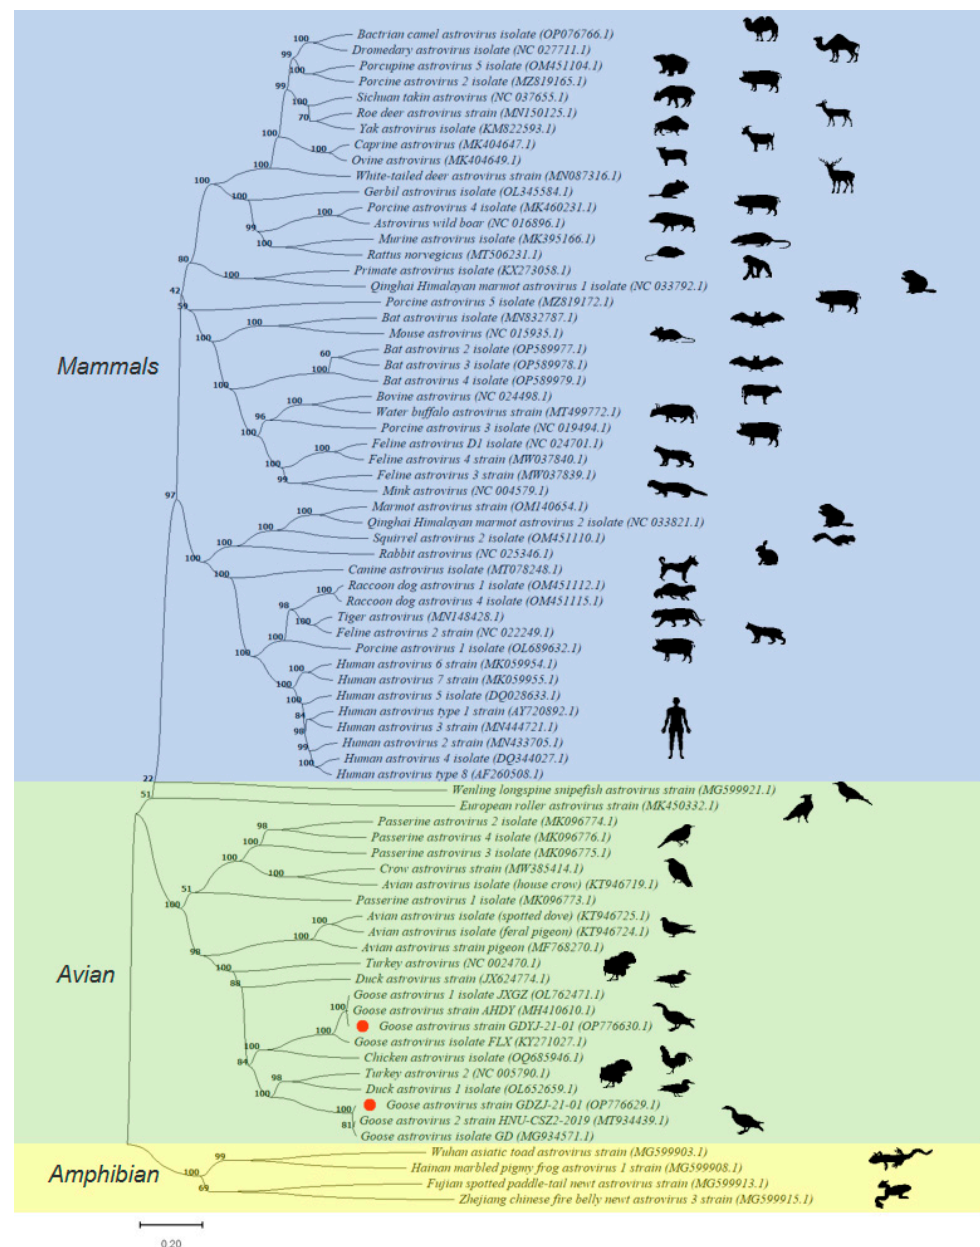 Bactrian camel astrovirus isolate (OP076766.1)
Dromedary astrovirus isolate (NC 027711.1)
Porcupine astrovirus 5 isolate (OM451104.1)
Porcine astrovirus 2 isolate (MZ819165.1)
Sichuan takin astrovirus (NC 037655.1)
Roe deer astrovirus strain (MN150125.1)
Yak astrovirus isolate (KM822593.1)
Caprine astrovirus (MK404647.1)
Ovine astrovirus (MK404649.1)
White-tailed deer astrovirus strain (MN087316.1)
Gerbil astrovirus isolate (OL345584.1)
Porcine astrovirus 4 isolate (MK460231.1)
Astrovirus wild boar (NC 016896.1)
Murine astrovirus isolate (MK395166.1)
Rattus norvegicus (MT506231.1)
Primate astrovirus isolate (KX273058.1)
Qinghai Himalayan marmot astrovirus 1 isolate (NC 033792.1)
Porcine astrovirus 5 isolate (MZ819172.1)
Bat astrovirus isolate (MN832787.1)
Mouse astrovirus (NC 015935.1)
Bat astrovirus 2 isolate (OP589977.1)
Mammals
Bat astrovirus 3 isolate (OP589978.1)
Bat astrovirus 4 isolate (OP589979.1)
Bovine astrovirus (NC 024498.1)
Water buffalo astrovirus strain (MT499772.1)
Porcine astrovirus 3 isolate (NC 019494.1)
Feline astrovirus D1 isolate (NC 024701.1)
Feline astrovirus 4 strain (MW037840.1)
Feline astrovirus 3 strain (MW037839.1)
Mink astrovirus (NC 004579.1)
Marmot astrovirus strain (OM140654.1)
Qinghai Himalayan marmot astrovirus 2 isolate (NC 033821.1)
Squirrel astrovirus 2 isolate (OM451110.1)
Rabbit astrovirus (NC 025346.1)
Canine astrovirus isolate (MT078248.1)
Raccoon dog astrovirus 1 isolate (OM451112.1)
Raccoon dog astrovirus 4 isolate (OM451115.1)
Tiger astrovirus (MN148428.1)
Feline astrovirus 2 strain (NC 022249.1)
Porcine astrovirus 1 isolate (OL689632.1)
Human astrovirus 6 strain (MK059954.1)
Human astrovirus 7 strain (MK059955.1)
Human astrovirus 5 isolate (DQ028633.1)
Human astrovirus type 1 strain (AY720892.1)
Human astrovirus 3 strain (MN444721.1)
Human astrovirus 2 strain (MN433705.1)
Human astrovirus 4 isolate (DQ344027.1)
Human astrovirus type 8 (AF260508.1)
Wenling longspine snipefish astrovirus strain (MG599921.1)
European roller astrovirus strain (MK450332.1)
Passerine astrovirus 2 isolate (MK096774.1)
Passerine astrovirus 4 isolate (MK096776.1)
Passerine astrovirus 3 isolate (MK096775.1)
Crow astrovirus strain (MW385414.1)
Avian astrovirus isolate (house crow) (KT946719.1)
Passerine astrovirus 1 isolate (MK096773.1)
Avian astrovirus isolate (spotted dove) (KT946725.1)
Avian astrovirus isolate (feral pigeon) (KT946724.1)
Avian astrovirus strain pigeon (MF768270.1)
Turkey astrovirus (NC 002470.1)
Avian
Duck astrovirus strain (JX624774.1)
Goose astrovirus 1 isolate JXGZ (OL762471.1)
Goose astrovirus strain AHDY (MH410610.1)
Goose astrovirus strain GDYJ-21-01 (OP776630.1)
Goose astrovirus isolate FLX (KY271027.1)
Chicken astrovirus isolate (OQ685946.1)
Turkey astrovirus 2 (NC 005790.1)
Duck astrovirus 1 isolate (OL652659.1)
Goose astrovirus strain GDZJ-21-01 (OP776629.1)
Goose astrovirus 2 strain HNU-CSZ2-2019 (MT934439.1)
Goose astrovirus isolate GD (MG934571.1)
Wuhan asiatic toad astrovirus strain (MG599903.1)
Hainan marbled pigmy frog astrovirus 1 strain (MG599908.1)
Amphibian
Fujian spotted paddle-tail newt astrovirus strain (MG599913.1)
Zhejiang chinese fire belly newt astrovirus 3 strain (MG599915.1)
0.20